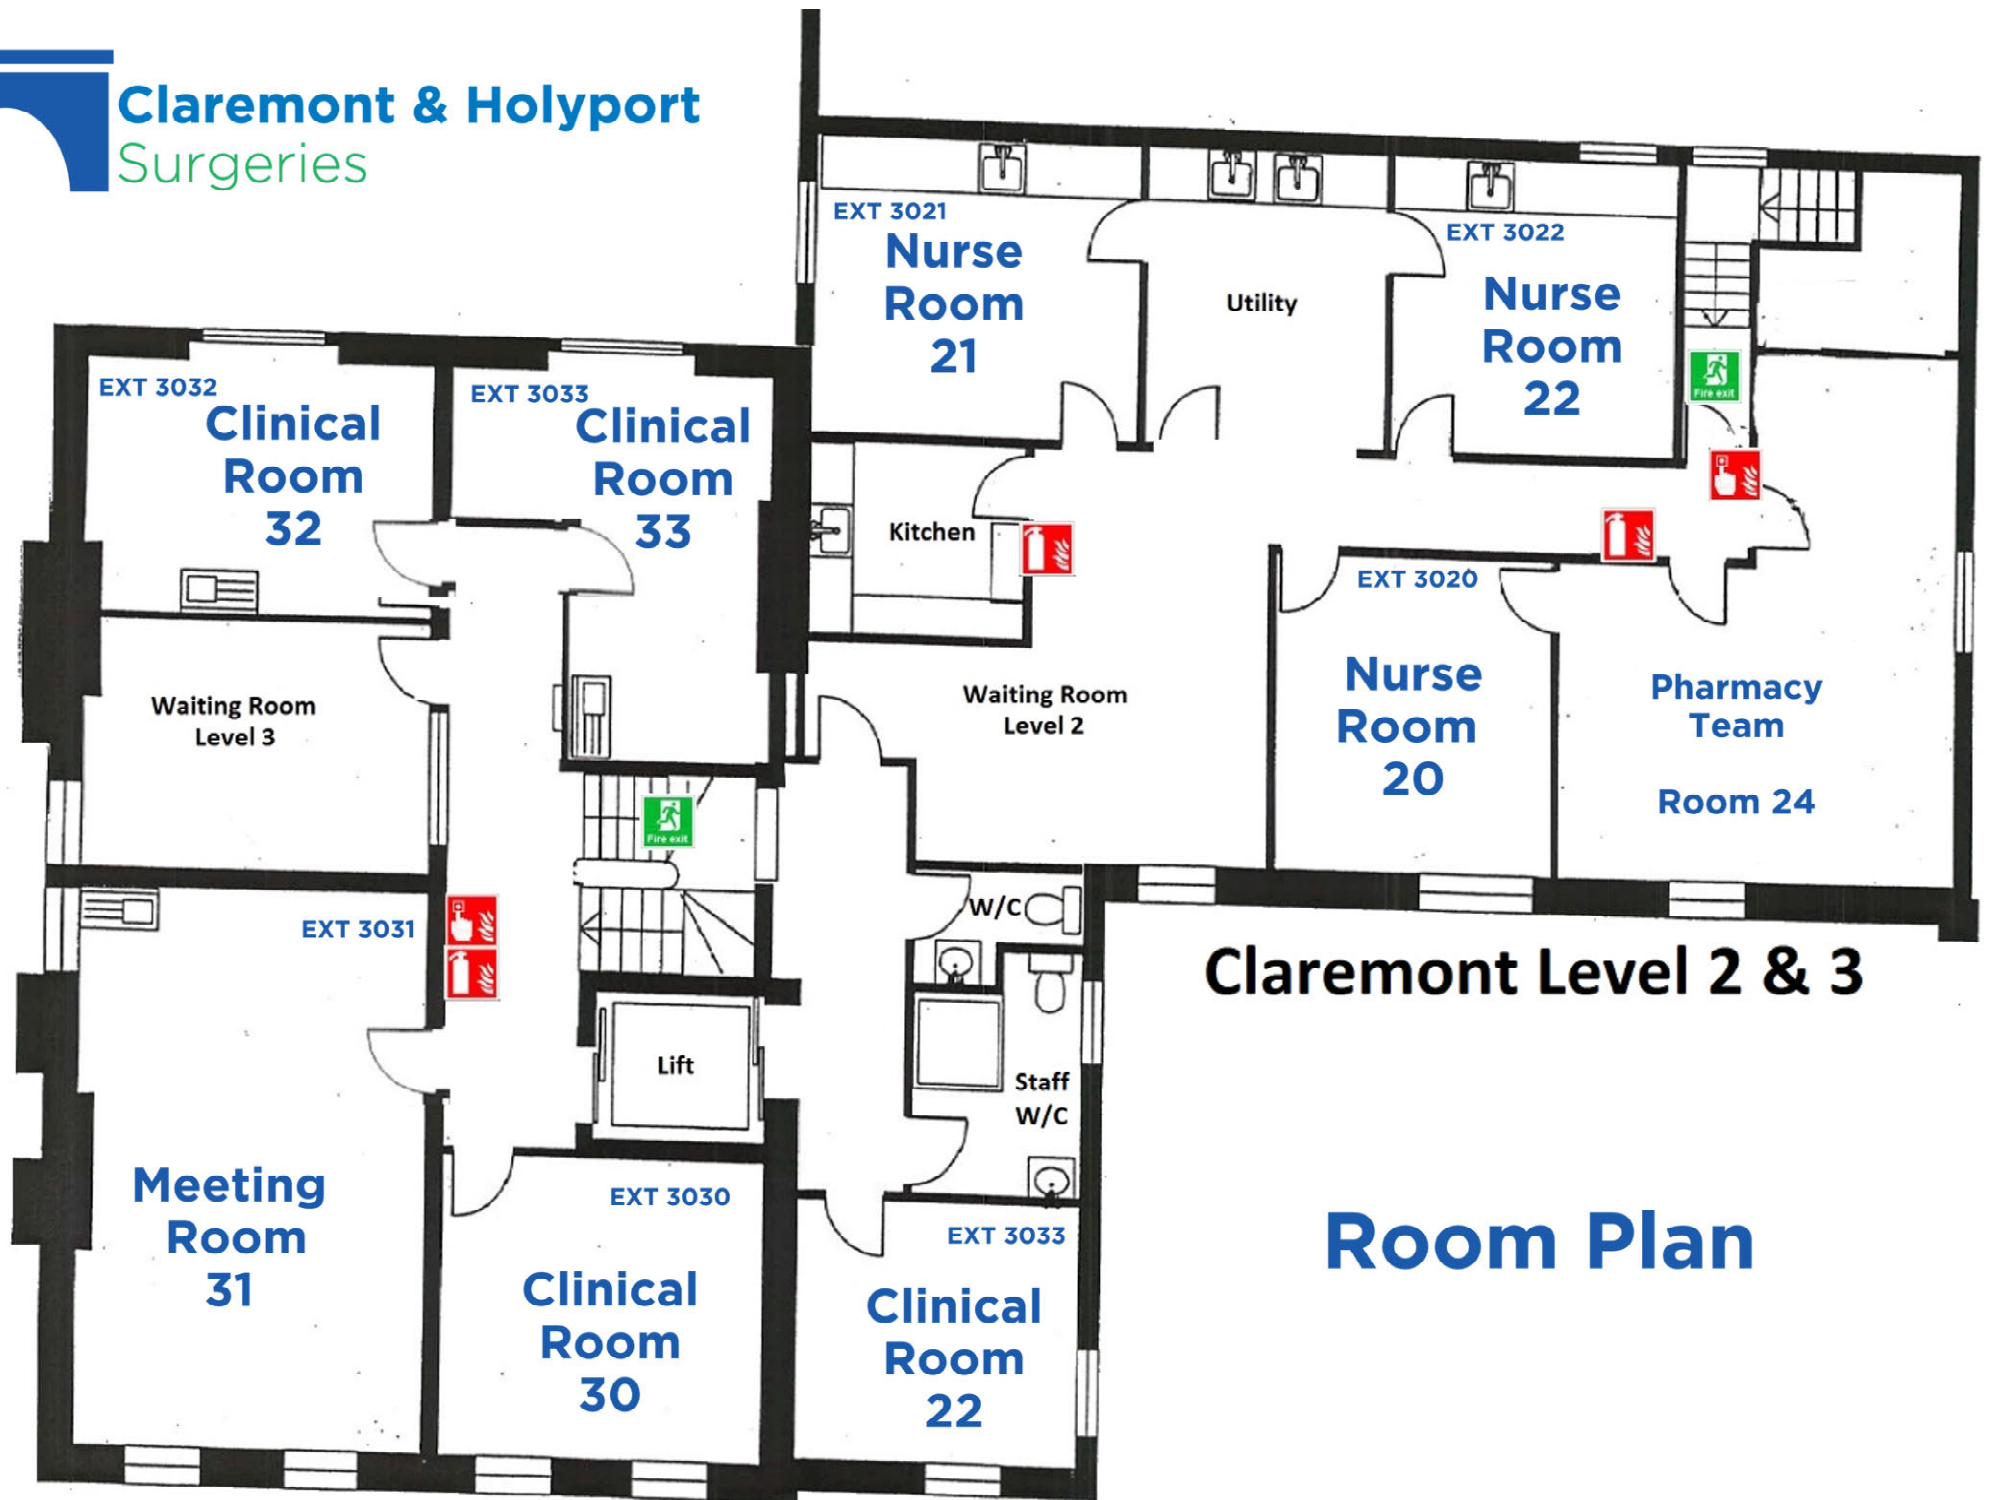 Claremont & Holyport
Surgeries
EXT 3021
Nurse
Room
21
Utility
EXT 3022
Nurse
Room
22
Fire exit
EXT 3032
Clinical
Room
32
EXT 3033
Clinical
Room
33
Kitchen
EXT 3020
Nurse
Room
20
Pharmacy
Team
Room 24
Waiting Room
Level 3
Waiting Room
Level 2
Fire exit
W/C
EXT 3031
Meeting
Room
31
Lift
Staff
W/C
Claremont Level 2 & 3
EXT 3030
Clinical
Room
30
EXT 3033
Clinical
Room
22
Room Plan